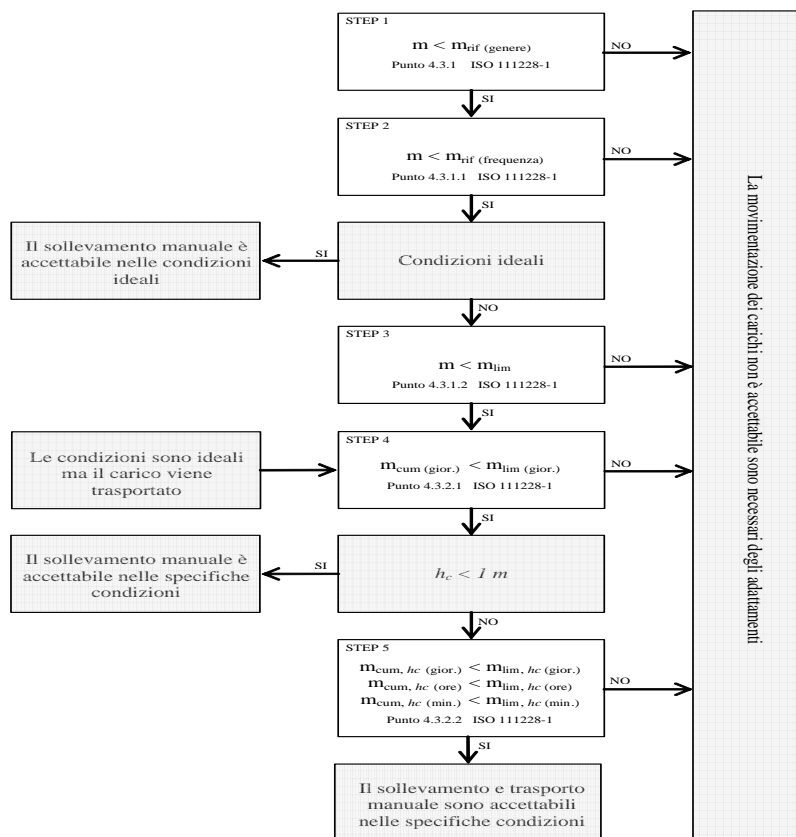 STEP 1
m < mrif (genere)
Punto 4.3.1 ISO 111228-1
NO
SI
STEP 2
m < mrif (frequenza)
Punto 4.3.1.1 ISO 111228-1
NO
SI
Il sollevamento manuale è
accettabile nelle condizioni
ideali
SI
Condizioni ideali
NO
STEP 3
m < mlim
Punto 4.3.1.2 ISO 111228-1
NO
SI
Le condizioni sono ideali
ma il carico viene
trasportato
STEP 4
mcum (gior.) < mlim (gior.)
Punto 4.3.2.1 ISO 111228-1
NO
SI
Il sollevamento manuale è
accettabile nelle specifiche
condizioni
SI
hc < 1 m
NO
STEP 5
mcum, hc (gior.) < mlim, hc (gior.)
mcum, hc (ore) < mlim, hc (ore)
mcum, hc (min.) < mlim, hc (min.)
Punto 4.3.2.2 ISO 111228-1
NO
SI
Il sollevamento e trasporto
manuale sono accettabili
nelle specifiche condizioni
La movimentazione dei carichi non è accettabile sono necessari degli adattamenti